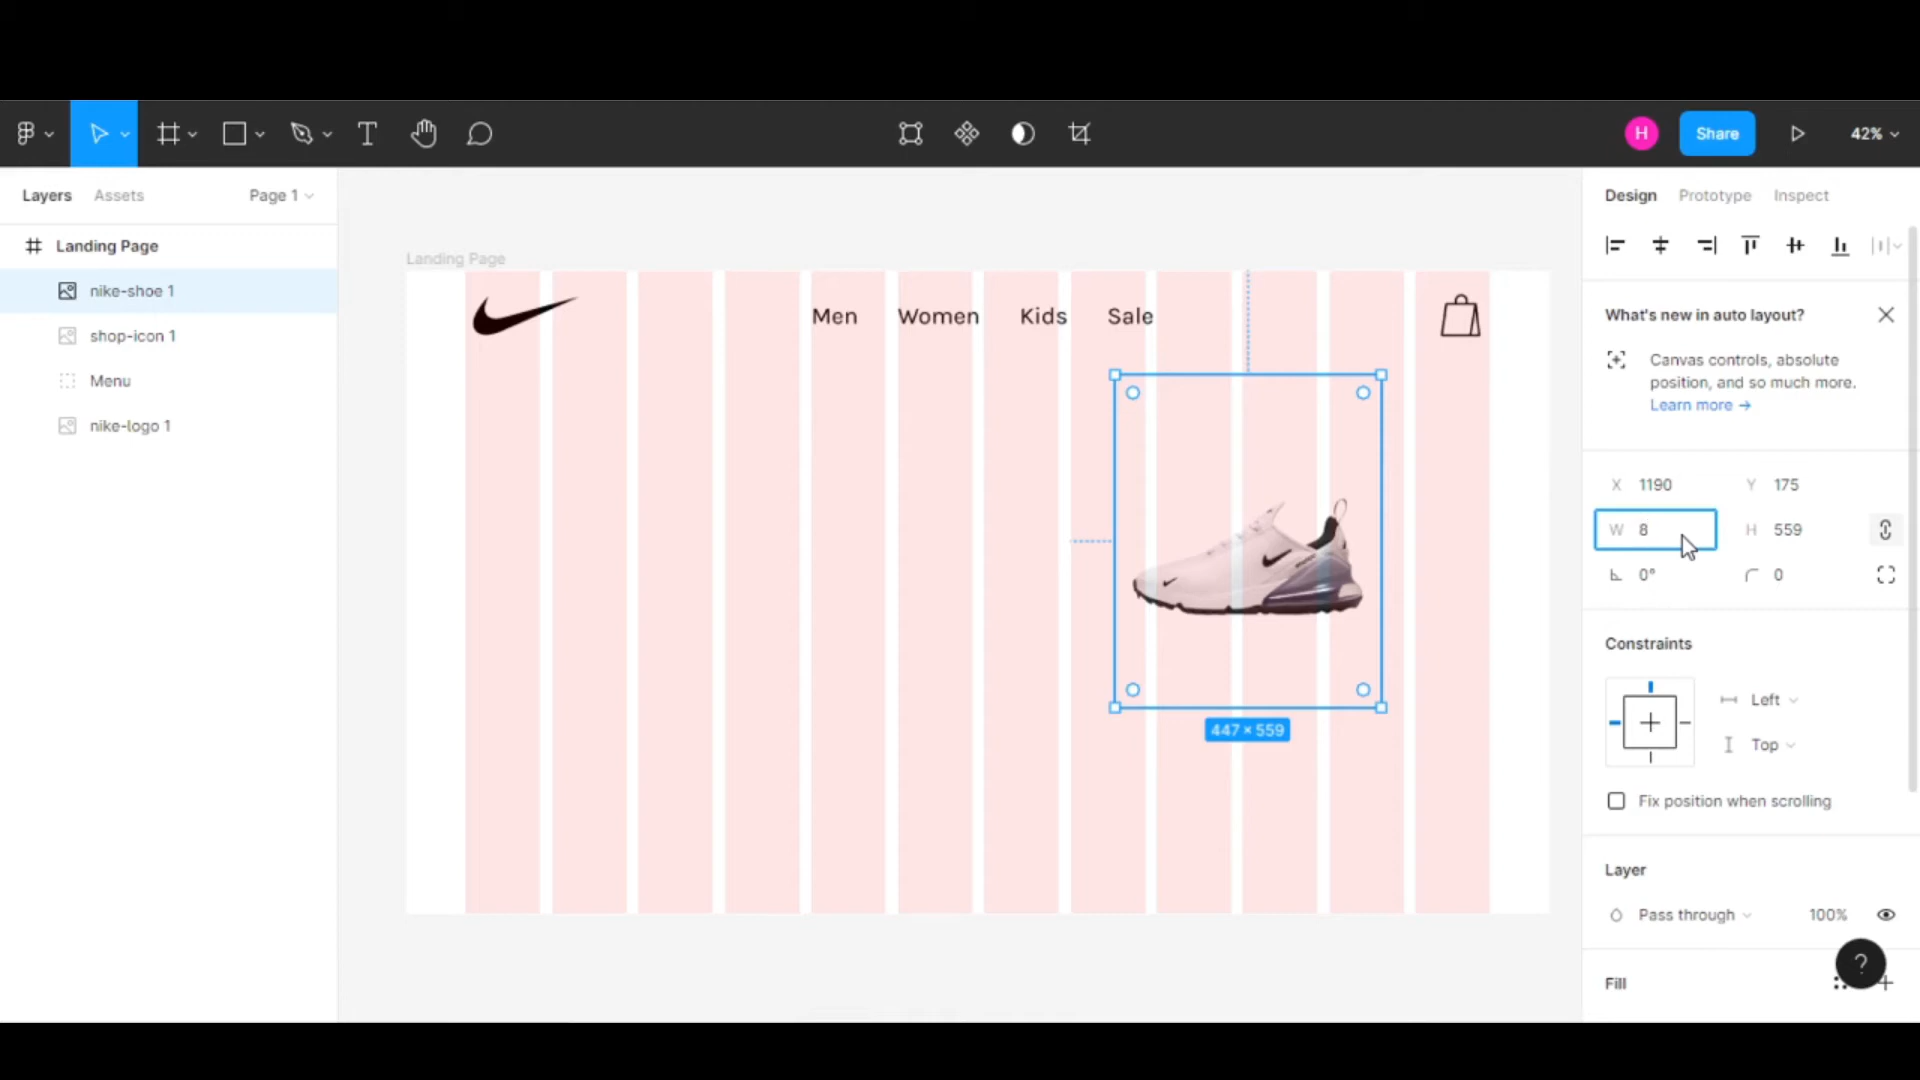 H
Share
42%
Layers
Assets
Page 1
Design
Prototype
Inspect
Landing Page
nike-shoe 1
shop-icon 1
Menu
nike-logo 1
Landing Page
Men
Women
Kids
Sale
447 × 559
What's new in auto layout?
Canvas controls, absolute
position, and so much more.
Learn more →
X 1190
Y 175
W 8
H 559
0°
0
Constraints
Left
Top
Fix position when scrolling
Layer
Pass through
100%
Fill
?